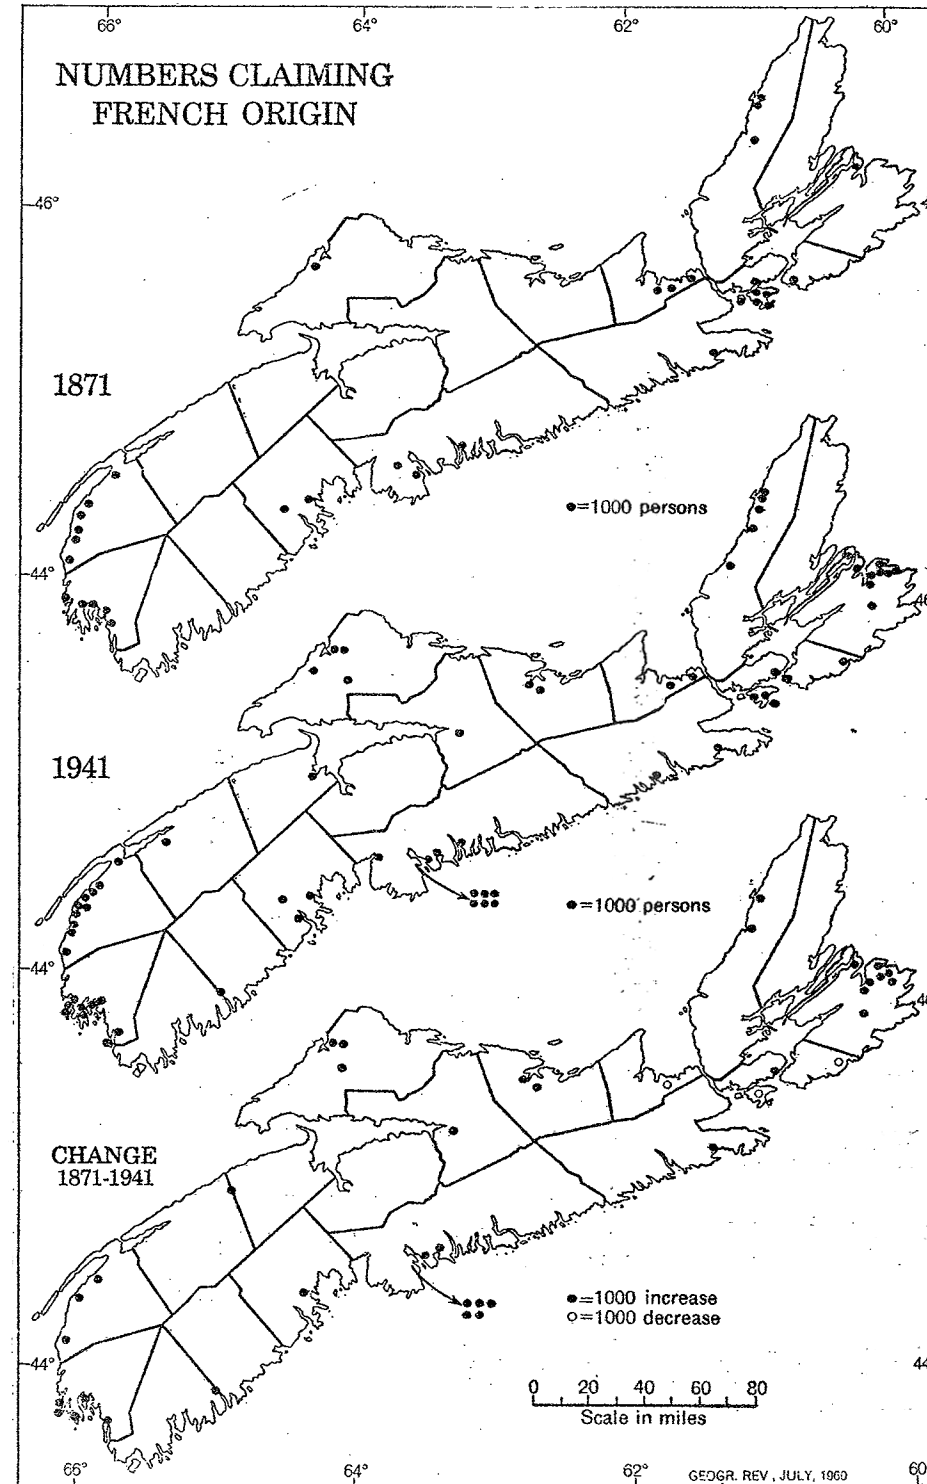 66° 64° 62° 60°
NUMBERS CLAIMING
FRENCH ORIGIN
46°
1871
●=1000 persons
44°
1941
●=1000 persons
44°
CHANGE
1871-1941
●=1000 increase
○=1000 decrease
44°
0 20 40 60 80
Scale in miles
66° 64° 62°
GEOGR. REV., JULY, 1960